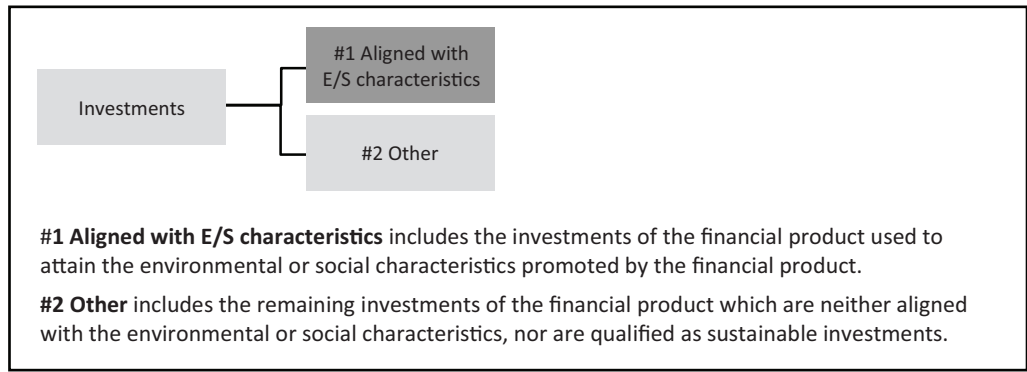 #1 Aligned with
E/S characteristics
Investments
#2 Other
#1 Aligned with E/S characteristics includes the investments of the financial product used to
attain the environmental or social characteristics promoted by the financial product.
#2 Other includes the remaining investments of the financial product which are neither aligned
with the environmental or social characteristics, nor are qualified as sustainable investments.